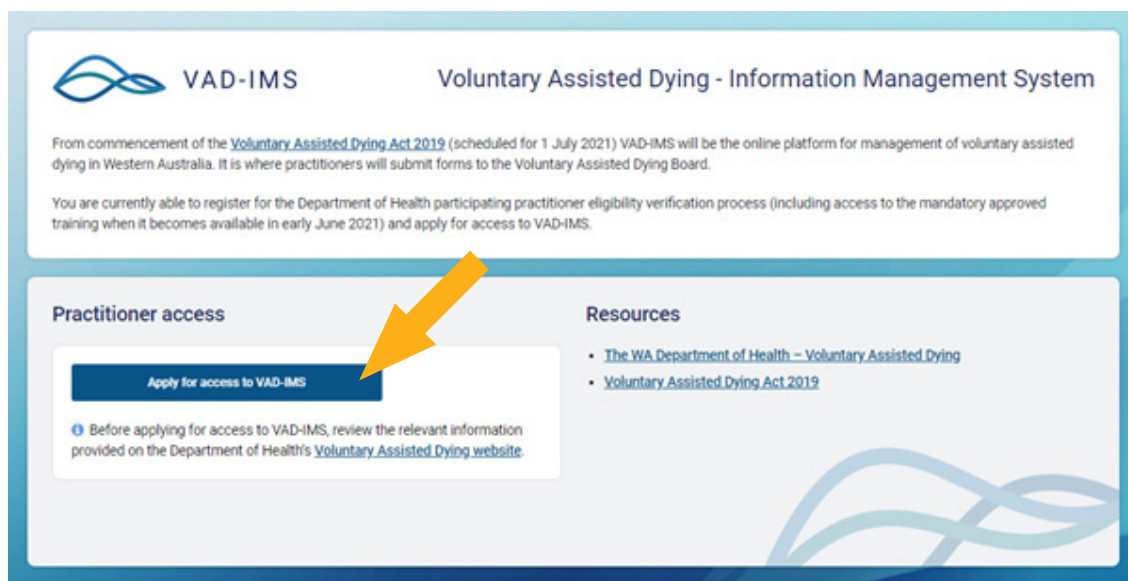 VAD-IMS
Voluntary Assisted Dying - Information Management System
From commencement of the Voluntary Assisted Dying Act 2019 (scheduled for 1 July 2021) VAD-IMS will be the online platform for management of voluntary assisted
dying in Western Australia. It is where practitioners will submit forms to the Voluntary Assisted Dying Board.
You are currently able to register for the Department of Health participating practitioner eligibility verification process (including access to the mandatory approved
training when it becomes available in early June 2021) and apply for access to VAD-IMS.
Practitioner access
Apply for access to VAD-IMS
Before applying for access to VAD-IMS, review the relevant information
provided on the Department of Health's Voluntary Assisted Dying website.
Resources
• The WA Department of Health – Voluntary Assisted Dying
• Voluntary Assisted Dying Act 2019